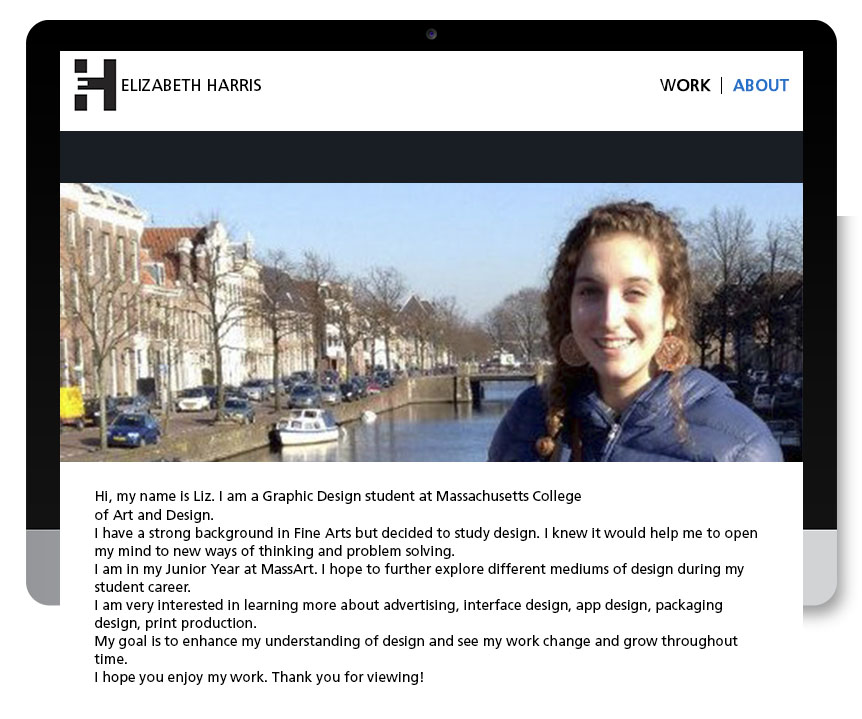 ELIZABETH HARRIS
WORK | ABOUT
Hi, my name is Liz. I am a Graphic Design student at Massachusetts College
of Art and Design.
I have a strong background in Fine Arts but decided to study design. I knew it would help me to open
my mind to new ways of thinking and problem solving.
I am in my Junior Year at MassArt. I hope to further explore different mediums of design during my
student career.
I am very interested in learning more about advertising, interface design, app design, packaging
design, print production.
My goal is to enhance my understanding of design and see my work change and grow throughout
time.
I hope you enjoy my work. Thank you for viewing!